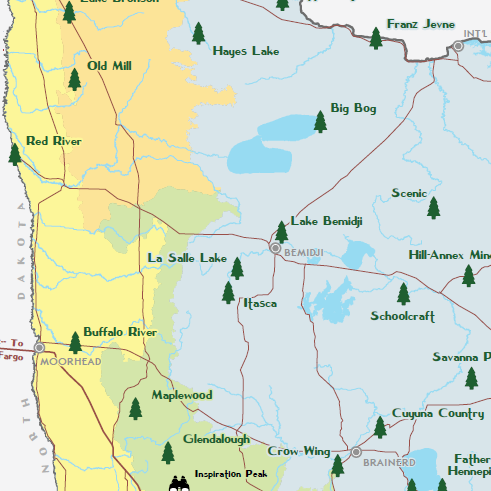 Lake Bronson
Franz Jevne
INT'L
Hayes Lake
Old Mill
Big Bog
Red River
Scenic
DAKOTA
Lake Bemidji
BEMIDJI
La Salle Lake
Hill-Annex Mine
Itasca
Schoolcraft
Buffalo River
To
Fargo
MOORHEAD
Savanna P
Maplewood
Cuyuna Country
NORTH
Glendalough
Crow Wing
BRAINERD
Father
Hennepi
Inspiration Peak